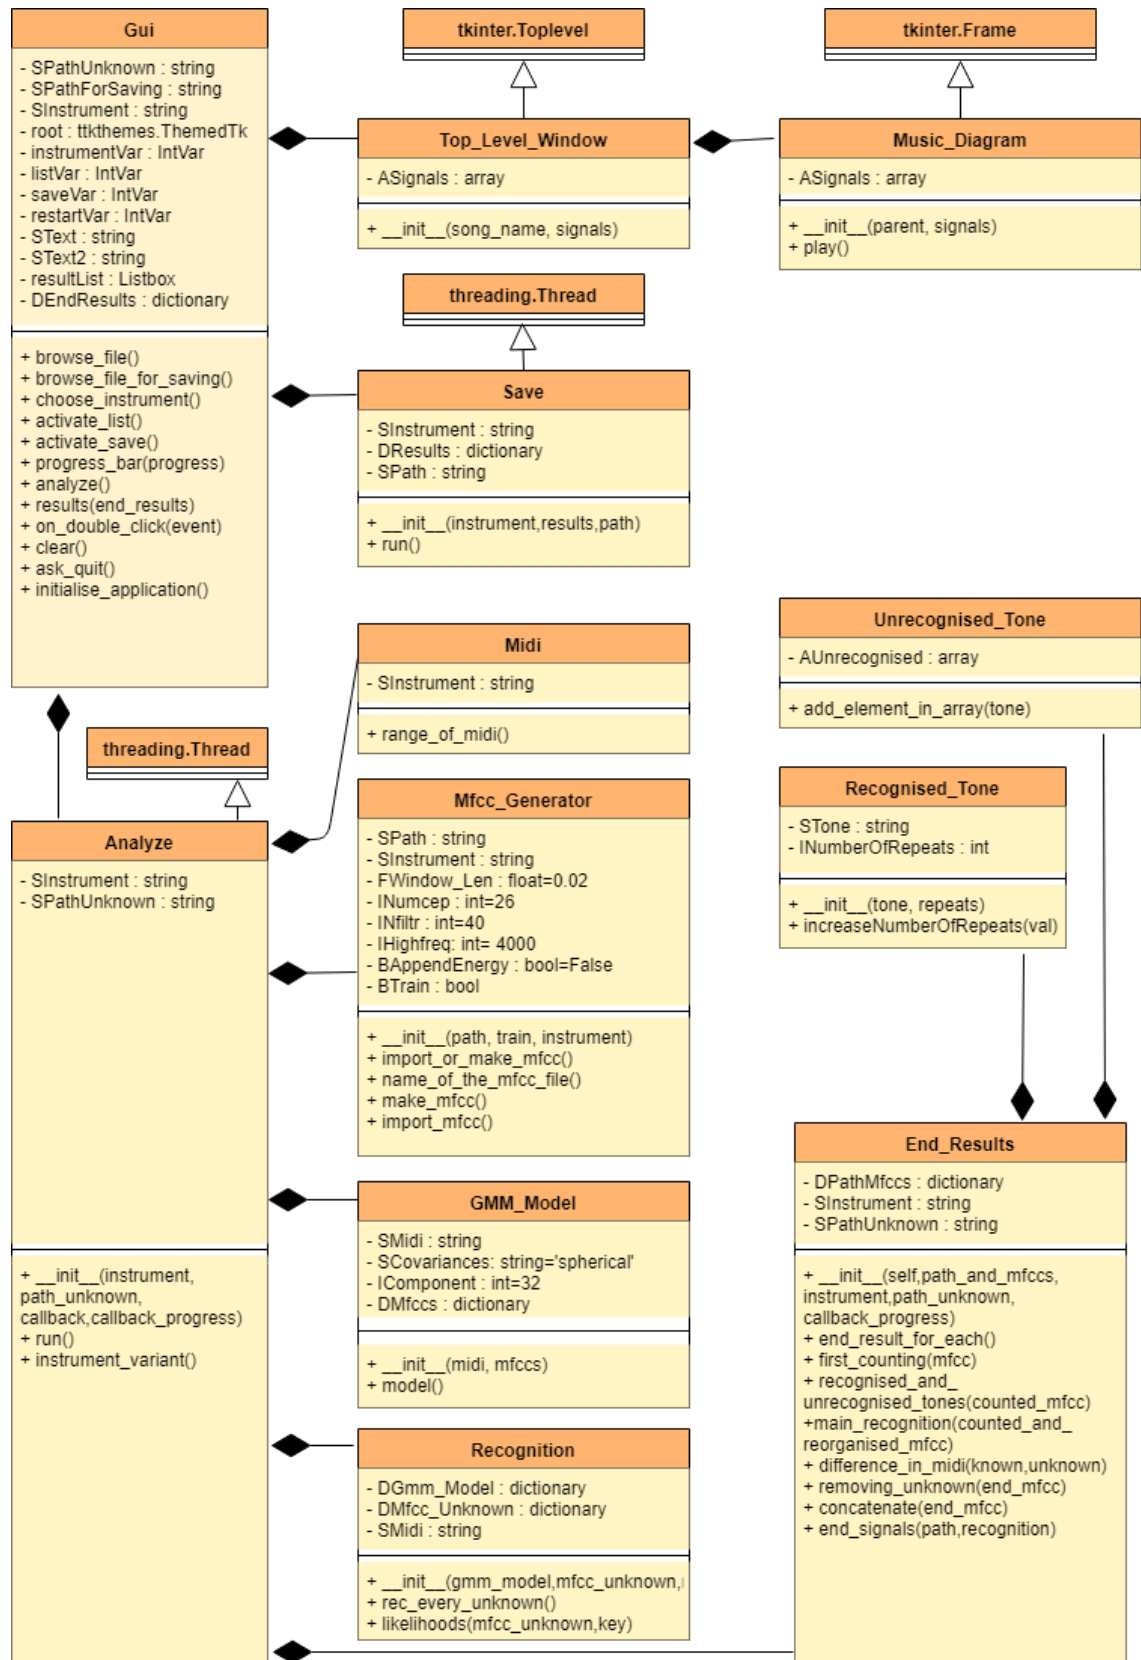 Gui
- SPathUnknown : string
- SPathForSaving : string
- SInstrument : string
- root : ttkthemes.ThemedTk
- instrumentVar : IntVar
- listVar : IntVar
- saveVar : IntVar
- restartVar : IntVar
- SText : string
- SText2 : string
- resultList : Listbox
- DEndResults : dictionary
+ browse_file()
+ browse_file_for_saving()
+ choose_instrument()
+ activate_list()
+ activate_save()
+ progress_bar(progress)
+ analyze()
+ results(end_results)
+ on_double_click(event)
+ clear()
+ ask_quit()
+ initialise_application()
tkinter.Toplevel
Top_Level_Window
- ASignals : array
+ __init__(song_name, signals)
tkinter.Frame
Music_Diagram
- ASignals : array
+ __init__(parent, signals)
+ play()
threading.Thread
Save
- SInstrument : string
- DResults : dictionary
- SPath : string
+ __init__(instrument,results,path)
+ run()
Midi
- SInstrument : string
+ range_of_midi()
Unrecognised_Tone
- AUnrecognised : array
+ add_element_in_array(tone)
threading.Thread
Analyze
- SInstrument : string
- SPathUnknown : string
+ __init__(instrument,
path_unknown,
callback,callback_progress)
+ run()
+ instrument_variant()
Mfcc_Generator
- SPath : string
- SInstrument : string
- FWindow_Len : float=0.02
- INumcep : int=26
- INfiltr : int=40
- IHighfreq: int= 4000
- BAppendEnergy : bool=False
- BTrain : bool
+ __init__(path, train, instrument)
+ import_or_make_mfcc()
+ name_of_the_mfcc_file()
+ make_mfcc()
+ import_mfcc()
Recognised_Tone
- STone : string
- INumberOfRepeats : int
+ __init__(tone, repeats)
+ increaseNumberOfRepeats(val)
GMM_Model
- SMidi : string
- SCovariances: string='spherical'
- IComponent : int=32
- DMfccs : dictionary
+ __init__(midi, mfccs)
+ model()
Recognition
- DGmm_Model : dictionary
- DMfcc_Unknown : dictionary
- SMidi : string
+ __init__(gmm_model,mfcc_unknown,
+ rec_every_unknown()
+ likelihoods(mfcc_unknown,key)
End_Results
- DPathMfccs : dictionary
- SInstrument : string
- SPathUnknown : string
+ __init__(self,path_and_mfccs,
instrument,path_unknown,
callback_progress)
+ end_result_for_each()
+ first_counting(mfcc)
+ recognised_and_
unrecognised_tones(counted_mfcc)
+main_recognition(counted_and_
reorganised_mfcc)
+ difference_in_midi(known,unknown)
+ removing_unknown(end_mfcc)
+ concatenate(end_mfcc)
+ end_signals(path,recognition)